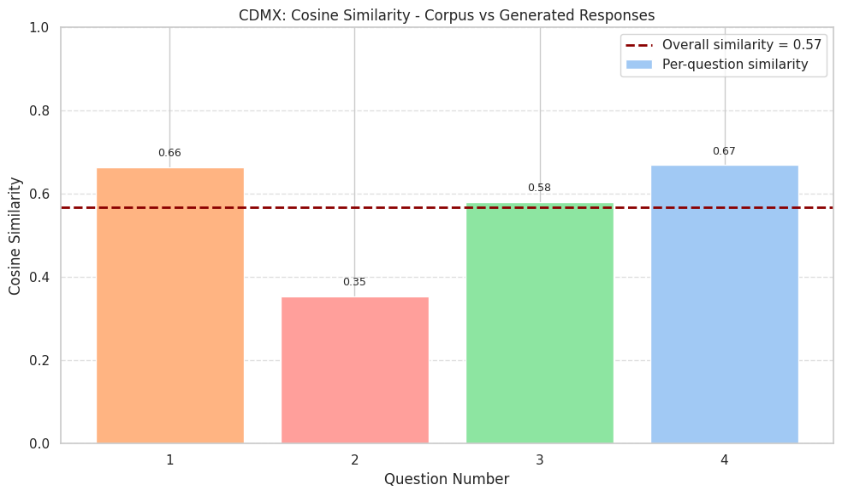 CDMX: Cosine Similarity - Corpus vs Generated Responses
Overall similarity = 0.57
Per-question similarity
Cosine Similarity
1.0
0.8
0.6
0.4
0.2
0.0
0.66
0.35
0.58
0.67
1 2 3 4
Question Number